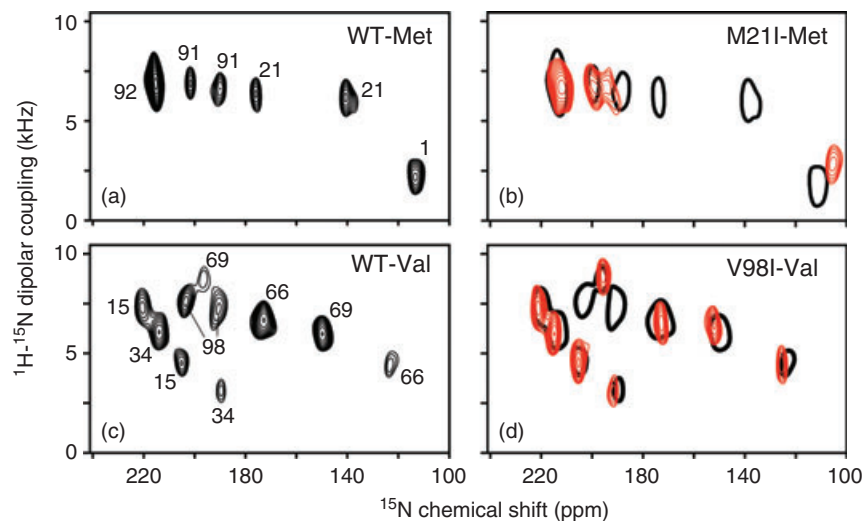 10
5
0
¹H-¹⁵N dipolar coupling (kHz)
WT-Met
92
91
91
21
21
1
(a)
M21I-Met
(b)
10
5
0
WT-Val
15
34
15
69
98
34
66
69
66
(c)
V98I-Val
(d)
220 180 140 100
220 180 140 100
¹⁵N chemical shift (ppm)